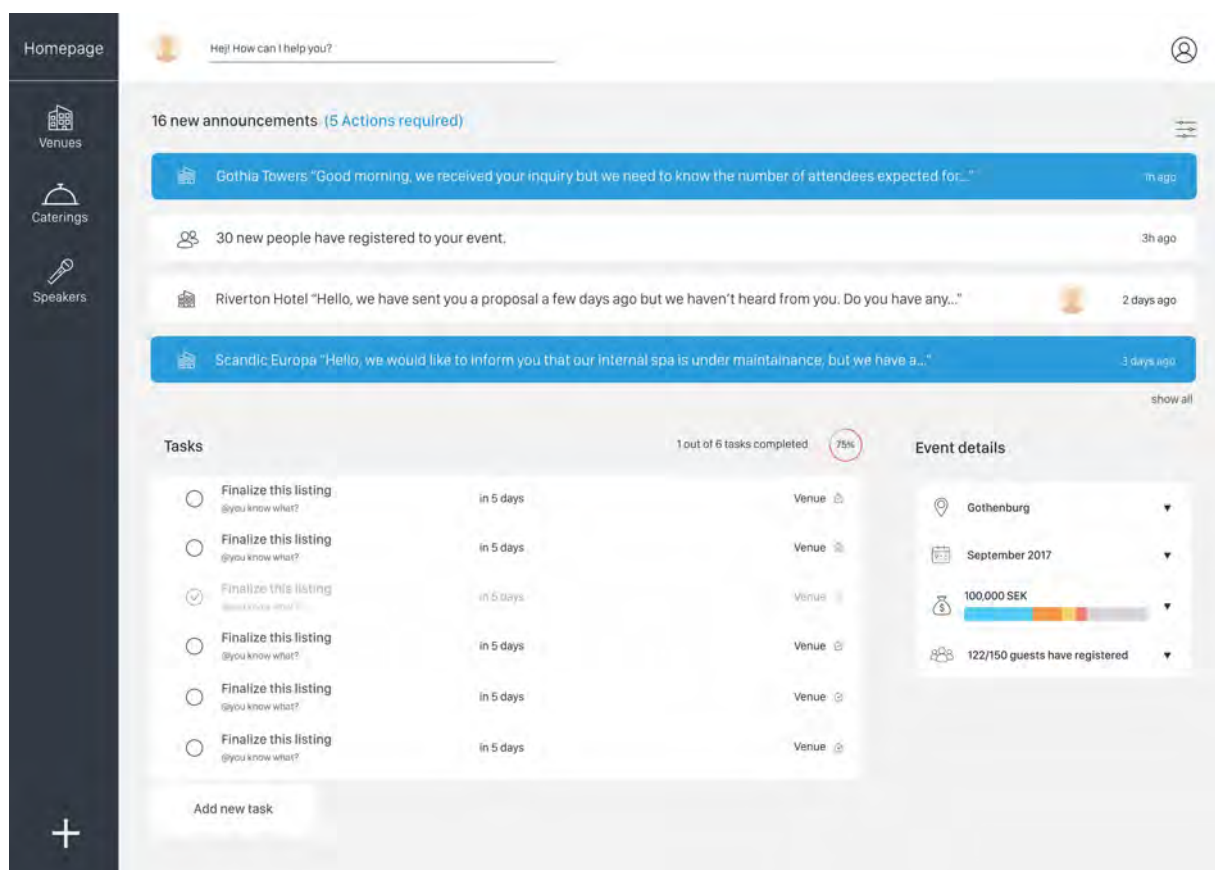 Homepage
Hej! How can I help you?
Venues
Caterings
Speakers
16 new announcements (5 Actions required)
Gothia Towers "Good morning, we received your inquiry but we need to know the number of attendees expected for..." 1h ago
30 new people have registered to your event. 3h ago
Riverton Hotel "Hello, we have sent you a proposal a few days ago but we haven't heard from you. Do you have any..." 2 days ago
Scandic Europa "Hello, we would like to inform you that our internal spa is under maintainance, but we have a..." 3 days ago
show all
Tasks 1 out of 6 tasks completed 75%
Finalize this listing in 5 days Venue
@you know what?
Finalize this listing in 5 days Venue
@you know what?
Finalize this listing in 5 days Venue
@you know what?
Finalize this listing in 5 days Venue
@you know what?
Finalize this listing in 5 days Venue
@you know what?
Finalize this listing in 5 days Venue
@you know what?
Add new task
Event details
Gothenburg
September 2017
100,000 SEK
122/150 guests have registered